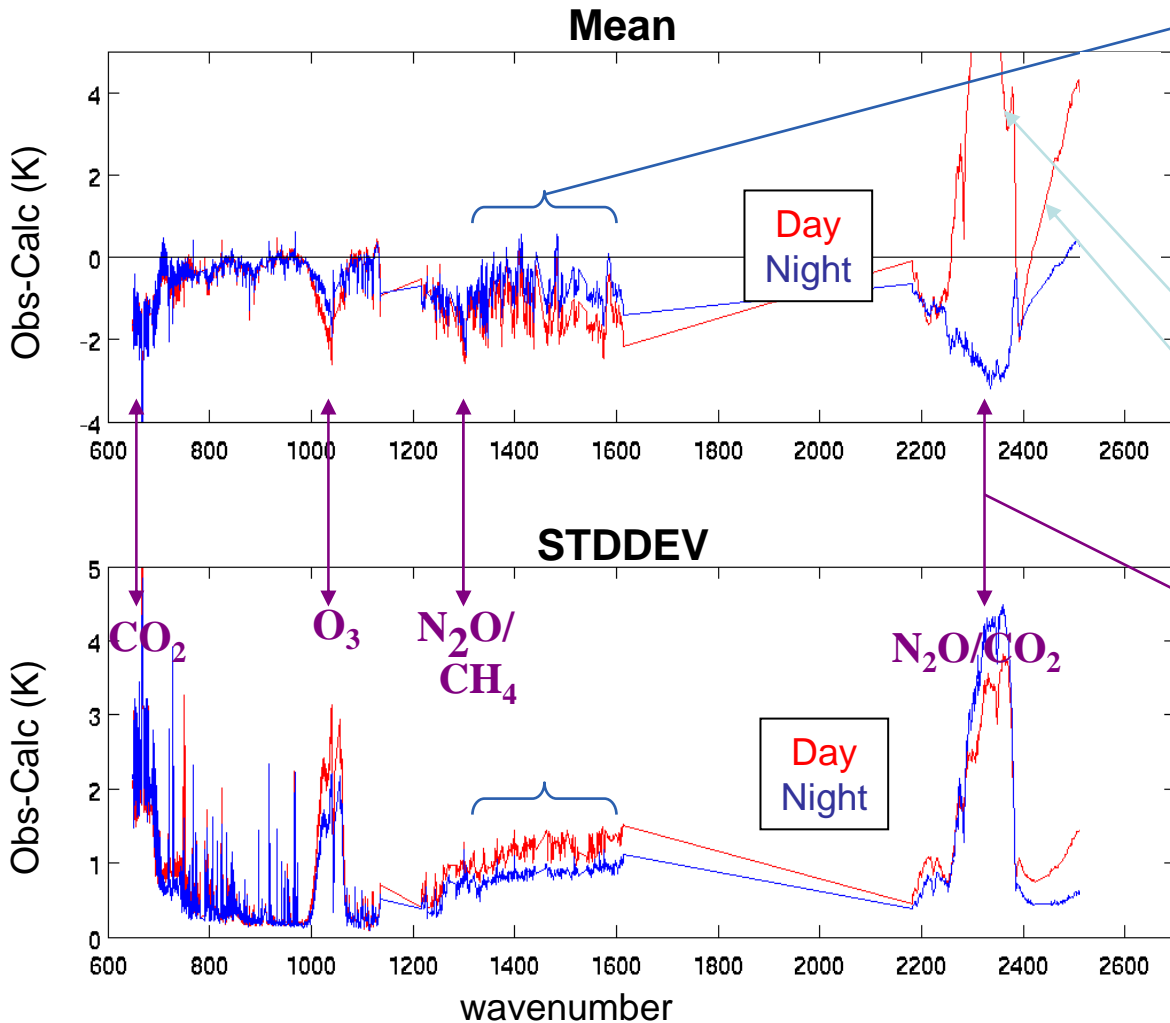 Mean
Obs-Calc (K)
4
2
0
-2
-4
Day
Night
600 800 1000 1200 1400 1600 1800 2000 2200 2400 2600
STDDEV
Obs-Calc (K)
5
4
3
2
1
0
CO₂
O₃
N₂O/
CH₄
N₂O/CO₂
Day
Night
600 800 1000 1200 1400 1600 1800 2000 2200 2400 2600
wavenumber